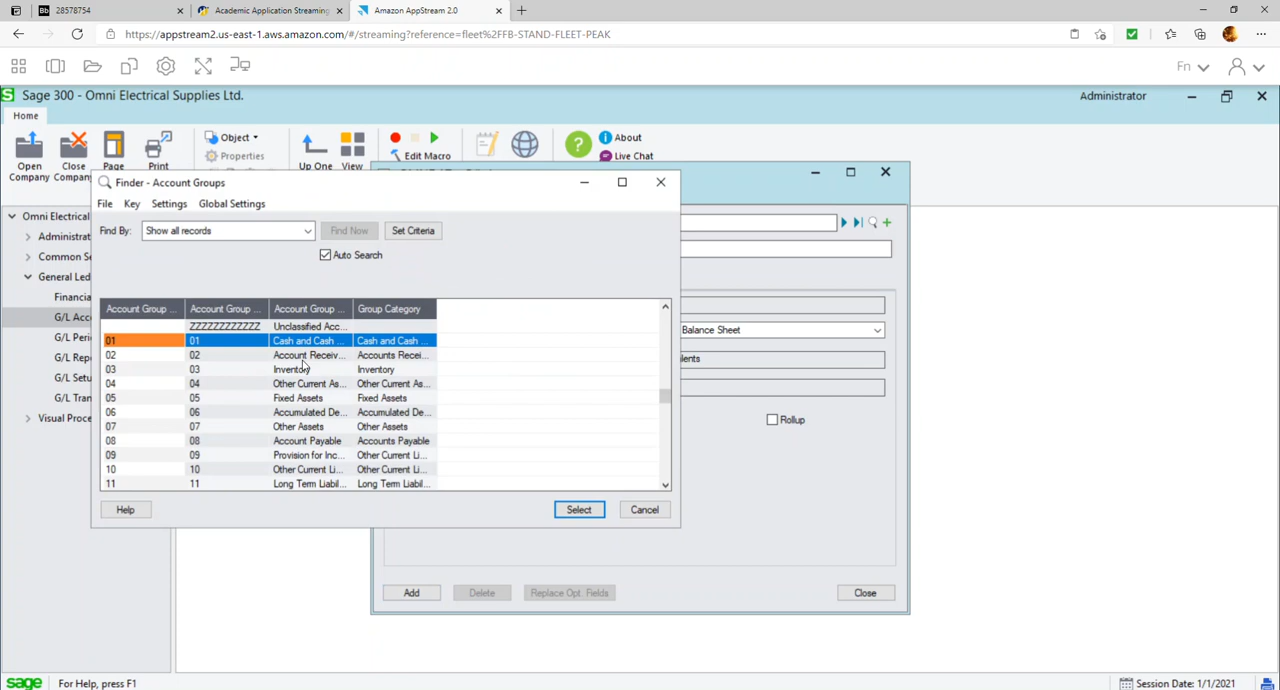 28578754
Academic Application Streaming
Amazon AppStream 2.0
https://appstream2.us-east-1.aws.amazon.com/#/streaming?reference=fleet%2FFB-STAND-FLEET-PEAK
Fn
Sage 300 - Omni Electrical Supplies Ltd.
Administrator
Home
Open Company
Close Company
Page
Print
Object
Properties
Up One
View
Edit Macro
About
Live Chat
Finder - Account Groups
File Key Settings Global Settings
Find By: Show all records Find Now Set Criteria
Auto Search
Account Group ... Account Group ... Account Group ... Group Category
ZZZZZZZZZZZZ Unclassified Acc...
01 01 Cash and Cash ... Cash and Cash ...
02 02 Account Receiv... Accounts Recei...
03 03 Inventory Inventory
04 04 Other Current As... Other Current As...
05 05 Fixed Assets Fixed Assets
06 06 Accumulated De... Accumulated De...
07 07 Other Assets Other Assets
08 08 Account Payable Accounts Payable
09 09 Provision for Inc... Other Current Li...
10 10 Other Current Li... Other Current Li...
11 11 Long Term Liabil... Long Term Liabil...
Help Select Cancel
Omni Electrical
Administrat
Common Se
General Led
Financia
G/L Acc
G/L Peri
G/L Repo
G/L Setu
G/L Tran
Visual Proce
Balance Sheet
lents
Rollup
Add Delete Replace Opt. Fields Close
sage For Help, press F1 Session Date: 1/1/2021